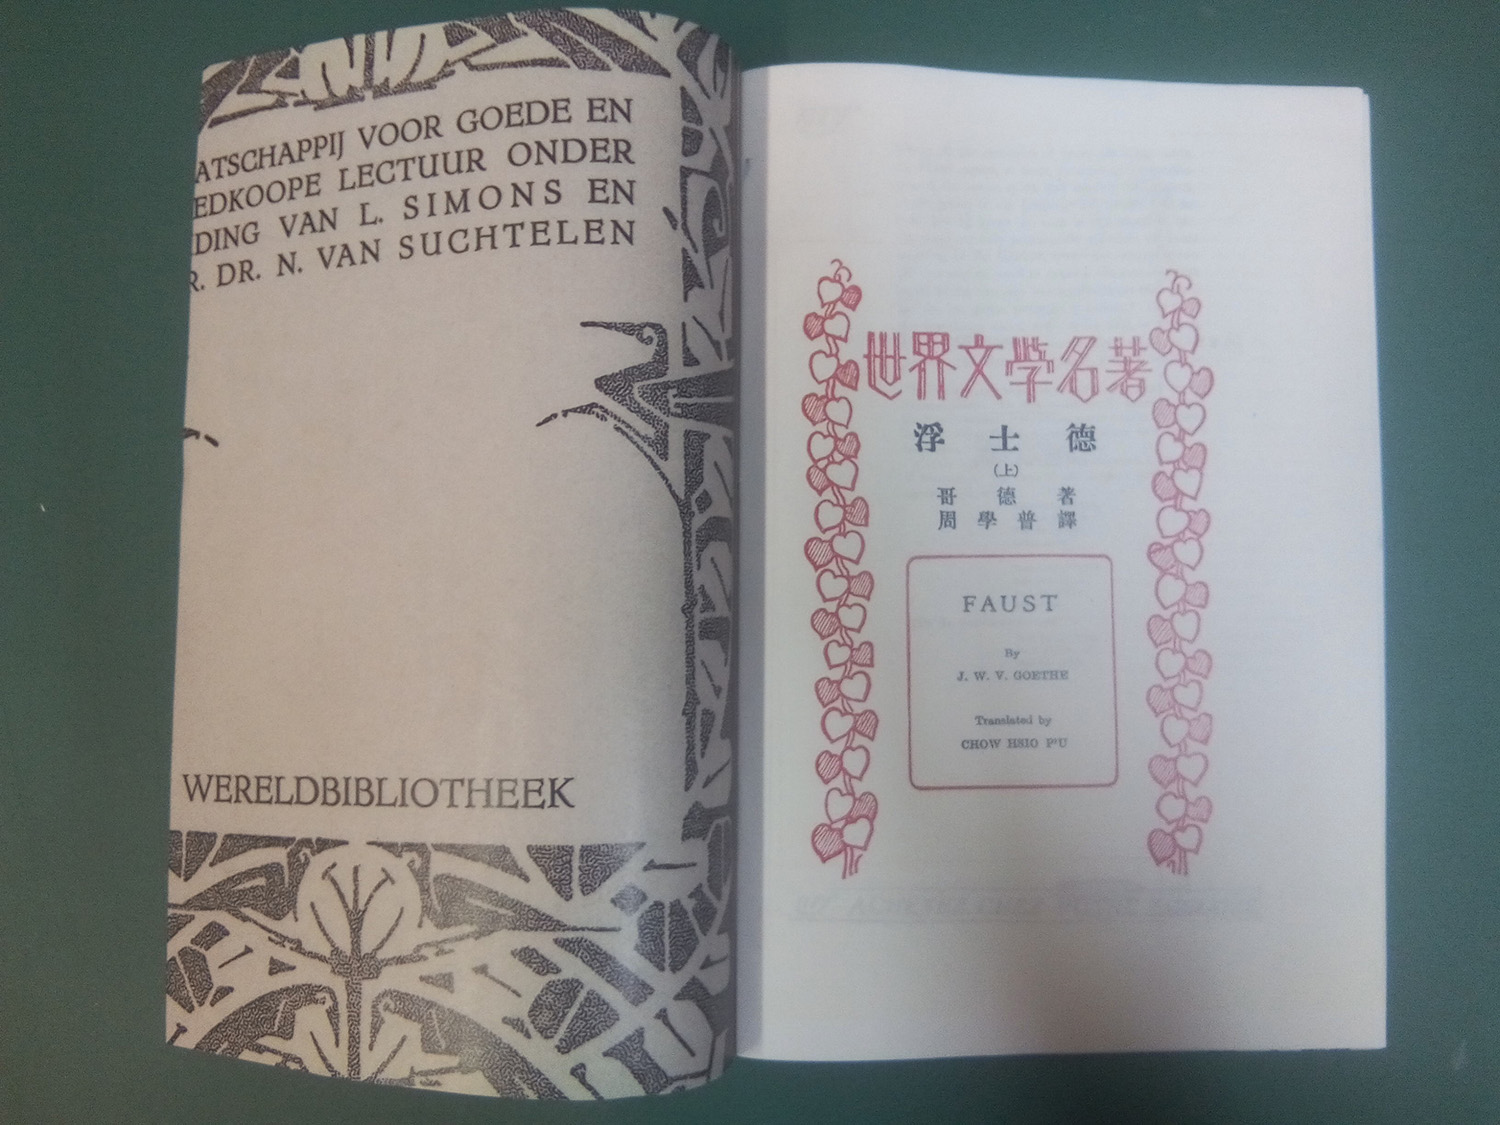 ATSCHAPPIJ VOOR GOEDE EN
EDKOOPE LECTUUR ONDER
DING VAN L. SIMONS EN
R. DR. N. VAN SUCHTELEN
WERELDBIBLIOTHEEK
世界文学名著
浮士德
(上)
哥德著
周學普譯
FAUST
By
J. W. V. GOETHE
Translated by
CHOW HSIO P'U